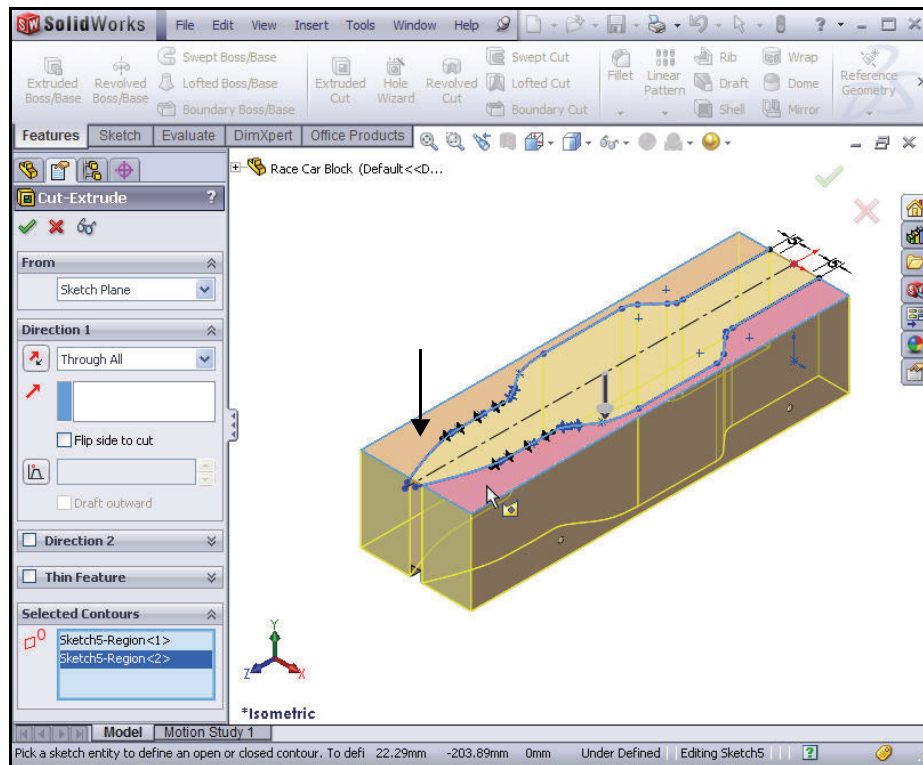 SolidWorks File Edit View Insert Tools Window Help ?
Extruded Boss/Base
Revolved Boss/Base
Swept Boss/Base
Lofted Boss/Base
Boundary Boss/Base
Extruded Cut
Hole Wizard
Revolved Cut
Swept Cut
Lofted Cut
Boundary Cut
Fillet
Linear Pattern
Rib
Draft
Shell
Wrap
Dome
Mirror
Reference Geometry
Features Sketch Evaluate DimXpert Office Products
Race Car Block (Default<<D...
Cut-Extrude ?
From
Sketch Plane
Direction 1
Through All
Flip side to cut
Draft outward
Direction 2
Thin Feature
Selected Contours
Sketch5-Region<1>
Sketch5-Region<2>
Y
Z
X
*Isometric
Model Motion Study 1
Pick a sketch entity to define an open or closed contour. To defi 22.29mm -203.89mm 0mm Under Defined Editing Sketch5 ?